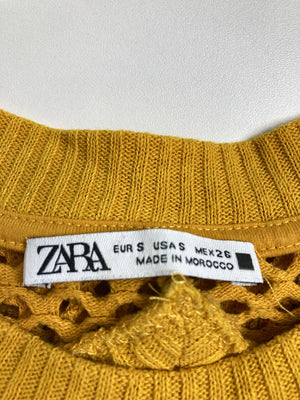 ZARA
EUR S USA S MEX 26
MADE IN MOROCCO